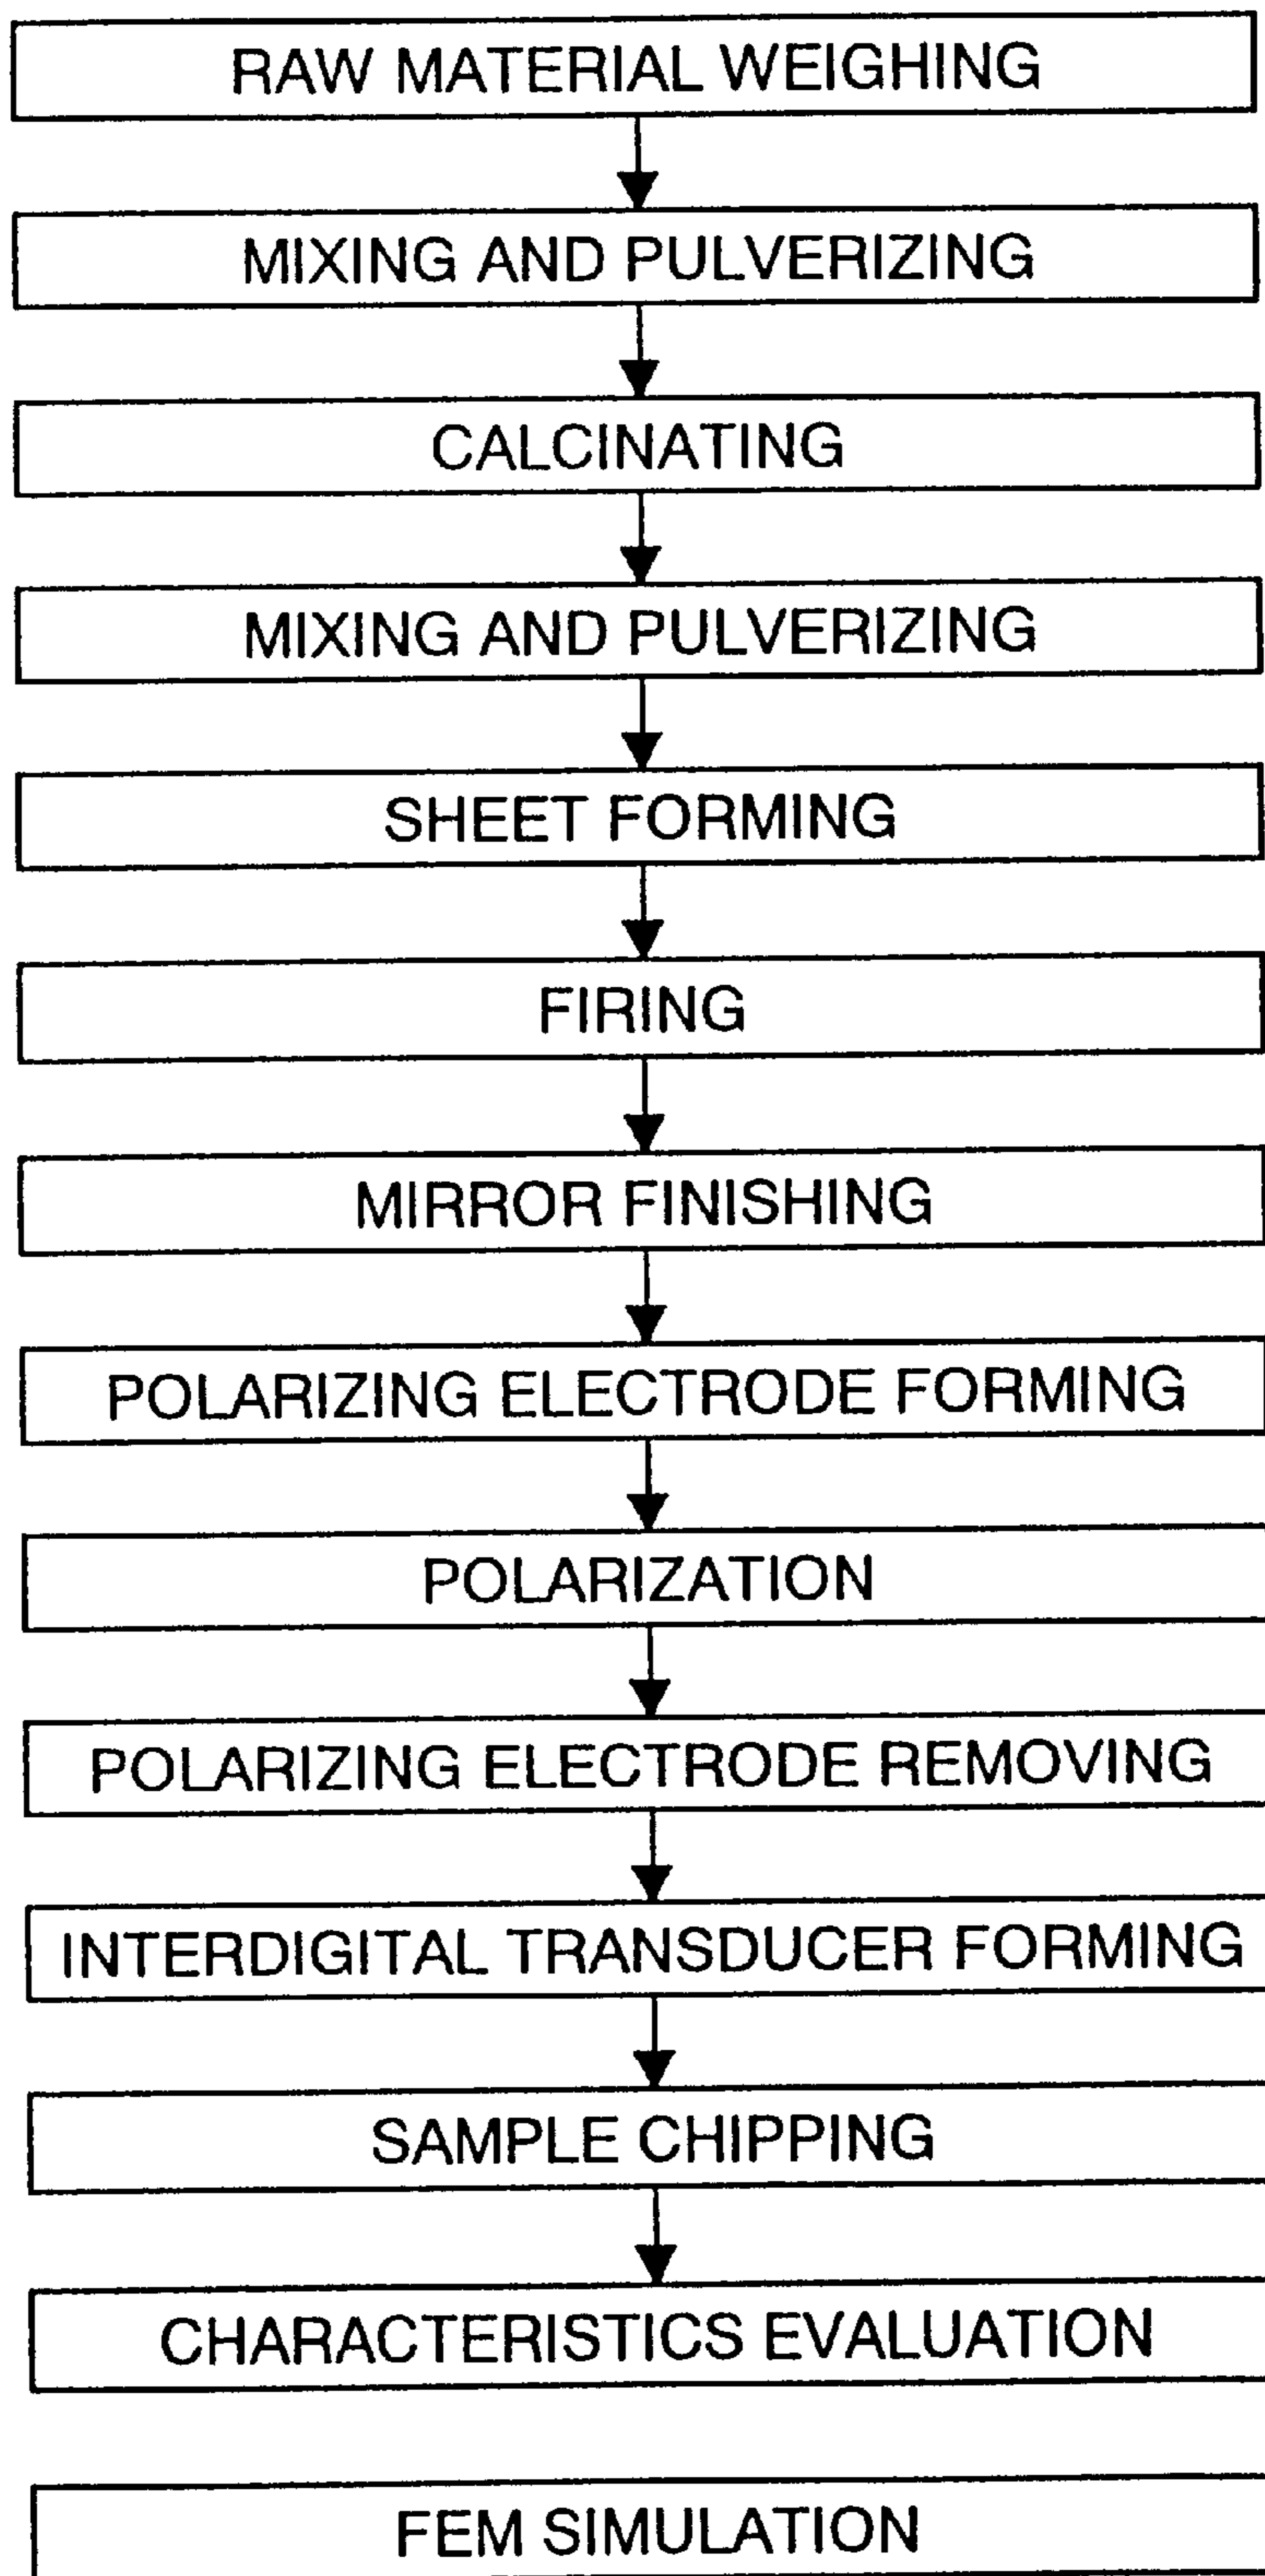 RAW MATERIAL WEIGHING
MIXING AND PULVERIZING
CALCINATING
MIXING AND PULVERIZING
SHEET FORMING
FIRING
MIRROR FINISHING
POLARIZING ELECTRODE FORMING
POLARIZATION
POLARIZING ELECTRODE REMOVING
INTERDIGITAL TRANSDUCER FORMING
SAMPLE CHIPPING
CHARACTERISTICS EVALUATION
FEM SIMULATION